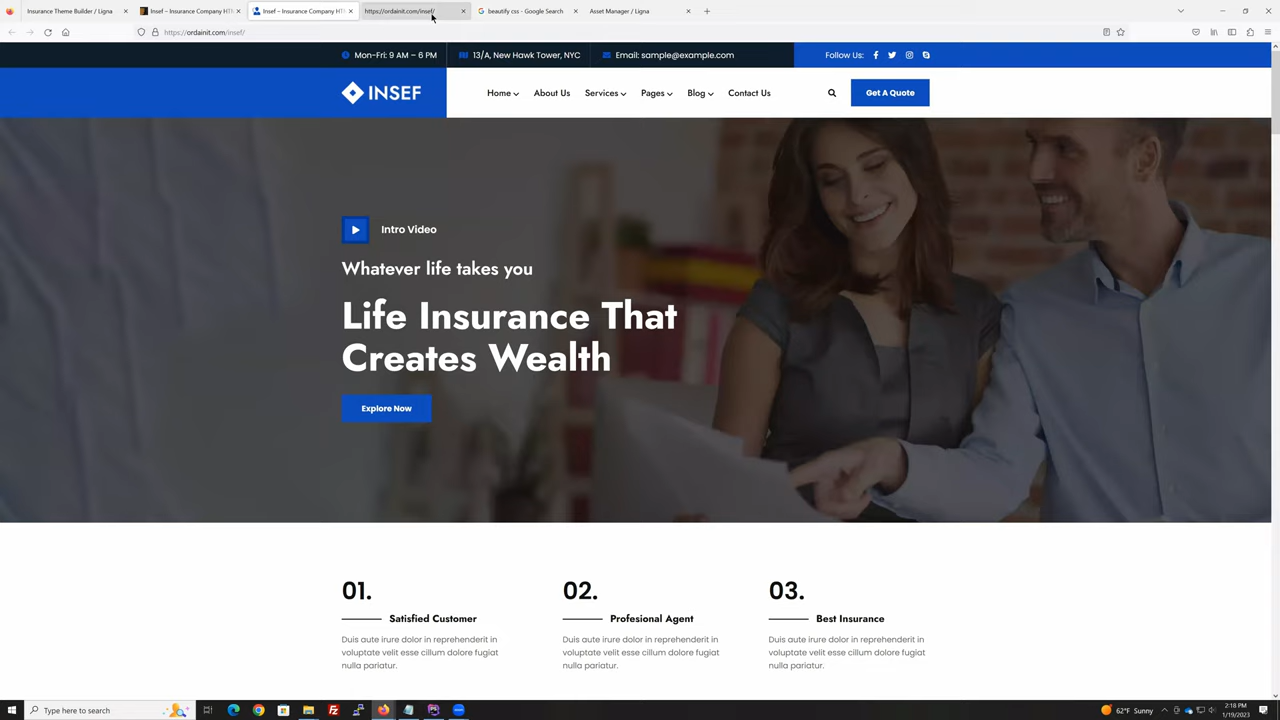 Insurance Theme Builder / Ligna
Insef – Insurance Company HT
Insef – Insurance Company HT
https://ordainit.com/insef/
beautify css - Google Search
Asset Manager / Ligna
https://ordainit.com/insef/
Mon-Fri: 9 AM – 6 PM
13/A, New Hawk Tower, NYC
Email: sample@example.com
Follow Us:
INSEF
Home
About Us
Services
Pages
Blog
Contact Us
Get A Quote
Intro Video
Whatever life takes you
Life Insurance That
Creates Wealth
Explore Now
01.
Satisfied Customer
Duis aute irure dolor in reprehenderit in
voluptate velit esse cillum dolore fugiat
nulla pariatur.
02.
Profesional Agent
Duis aute irure dolor in reprehenderit in
voluptate velit esse cillum dolore fugiat
nulla pariatur.
03.
Best Insurance
Duis aute irure dolor in reprehenderit in
voluptate velit esse cillum dolore fugiat
nulla pariatur.
Type here to search
62°F Sunny
2:18 PM
1/19/2023